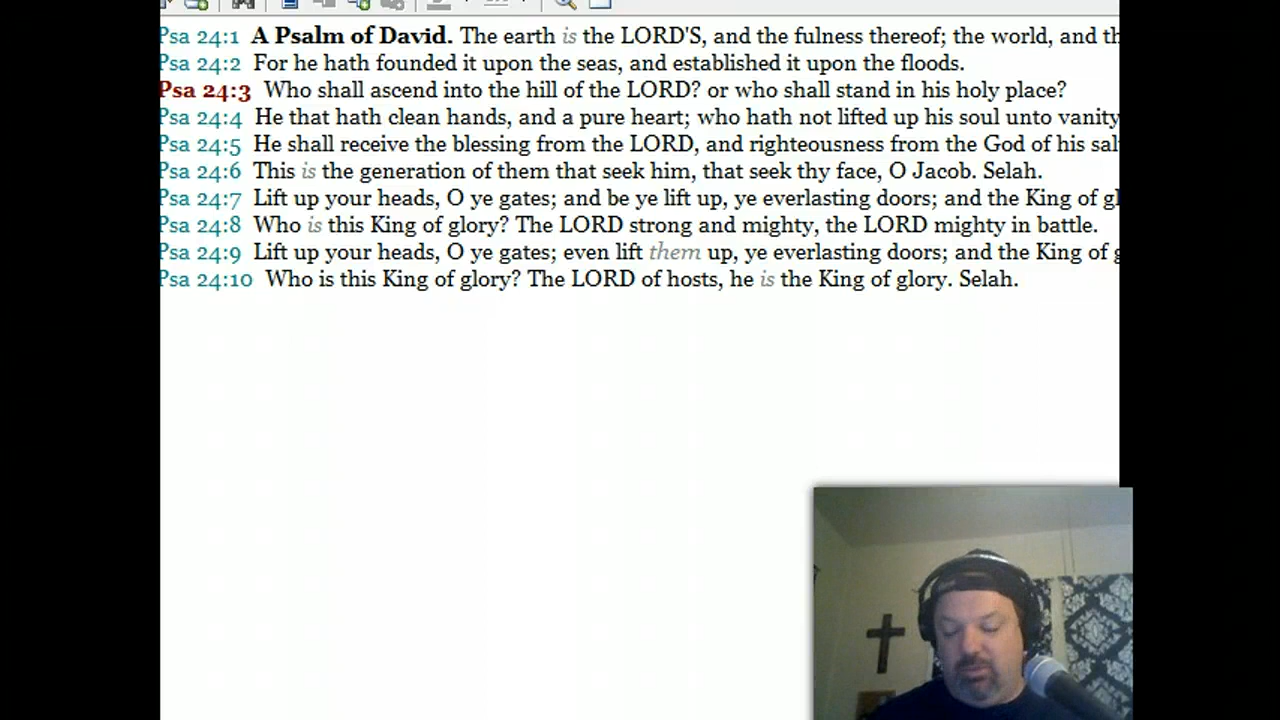 Psa 24:1 A Psalm of David. The earth is the LORD'S, and the fulness thereof; the world, and th
Psa 24:2 For he hath founded it upon the seas, and established it upon the floods.
Psa 24:3 Who shall ascend into the hill of the LORD? or who shall stand in his holy place?
Psa 24:4 He that hath clean hands, and a pure heart; who hath not lifted up his soul unto vanity
Psa 24:5 He shall receive the blessing from the LORD, and righteousness from the God of his sal
Psa 24:6 This is the generation of them that seek him, that seek thy face, O Jacob. Selah.
Psa 24:7 Lift up your heads, O ye gates; and be ye lift up, ye everlasting doors; and the King of gl
Psa 24:8 Who is this King of glory? The LORD strong and mighty, the LORD mighty in battle.
Psa 24:9 Lift up your heads, O ye gates; even lift them up, ye everlasting doors; and the King of g
Psa 24:10 Who is this King of glory? The LORD of hosts, he is the King of glory. Selah.